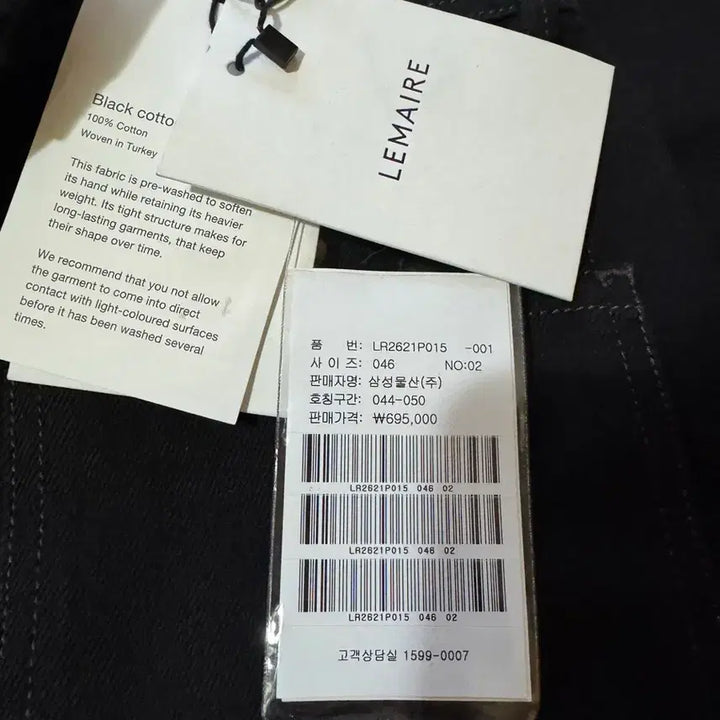 LEMAIRE
Black cotto
100% Cotton
Woven in Turkey
This fabric is pre-washed to soften
its hand while retaining its heavier
weight. Its tight structure makes for
long-lasting garments, that keep
their shape over time.
We recommend that you not allow
the garment to come into direct
contact with light-coloured surfaces
before it has been washed several
times.
품 번: LR2621P015 -001
사이즈: 046 NO:02
판매자명: 삼성물산(주)
호칭구간: 044-050
판매가격: ₩695,000
LR2621P015 046 02
LR2621P015 046 02
LR2621P015 046 02
고객상담실 1599-0007